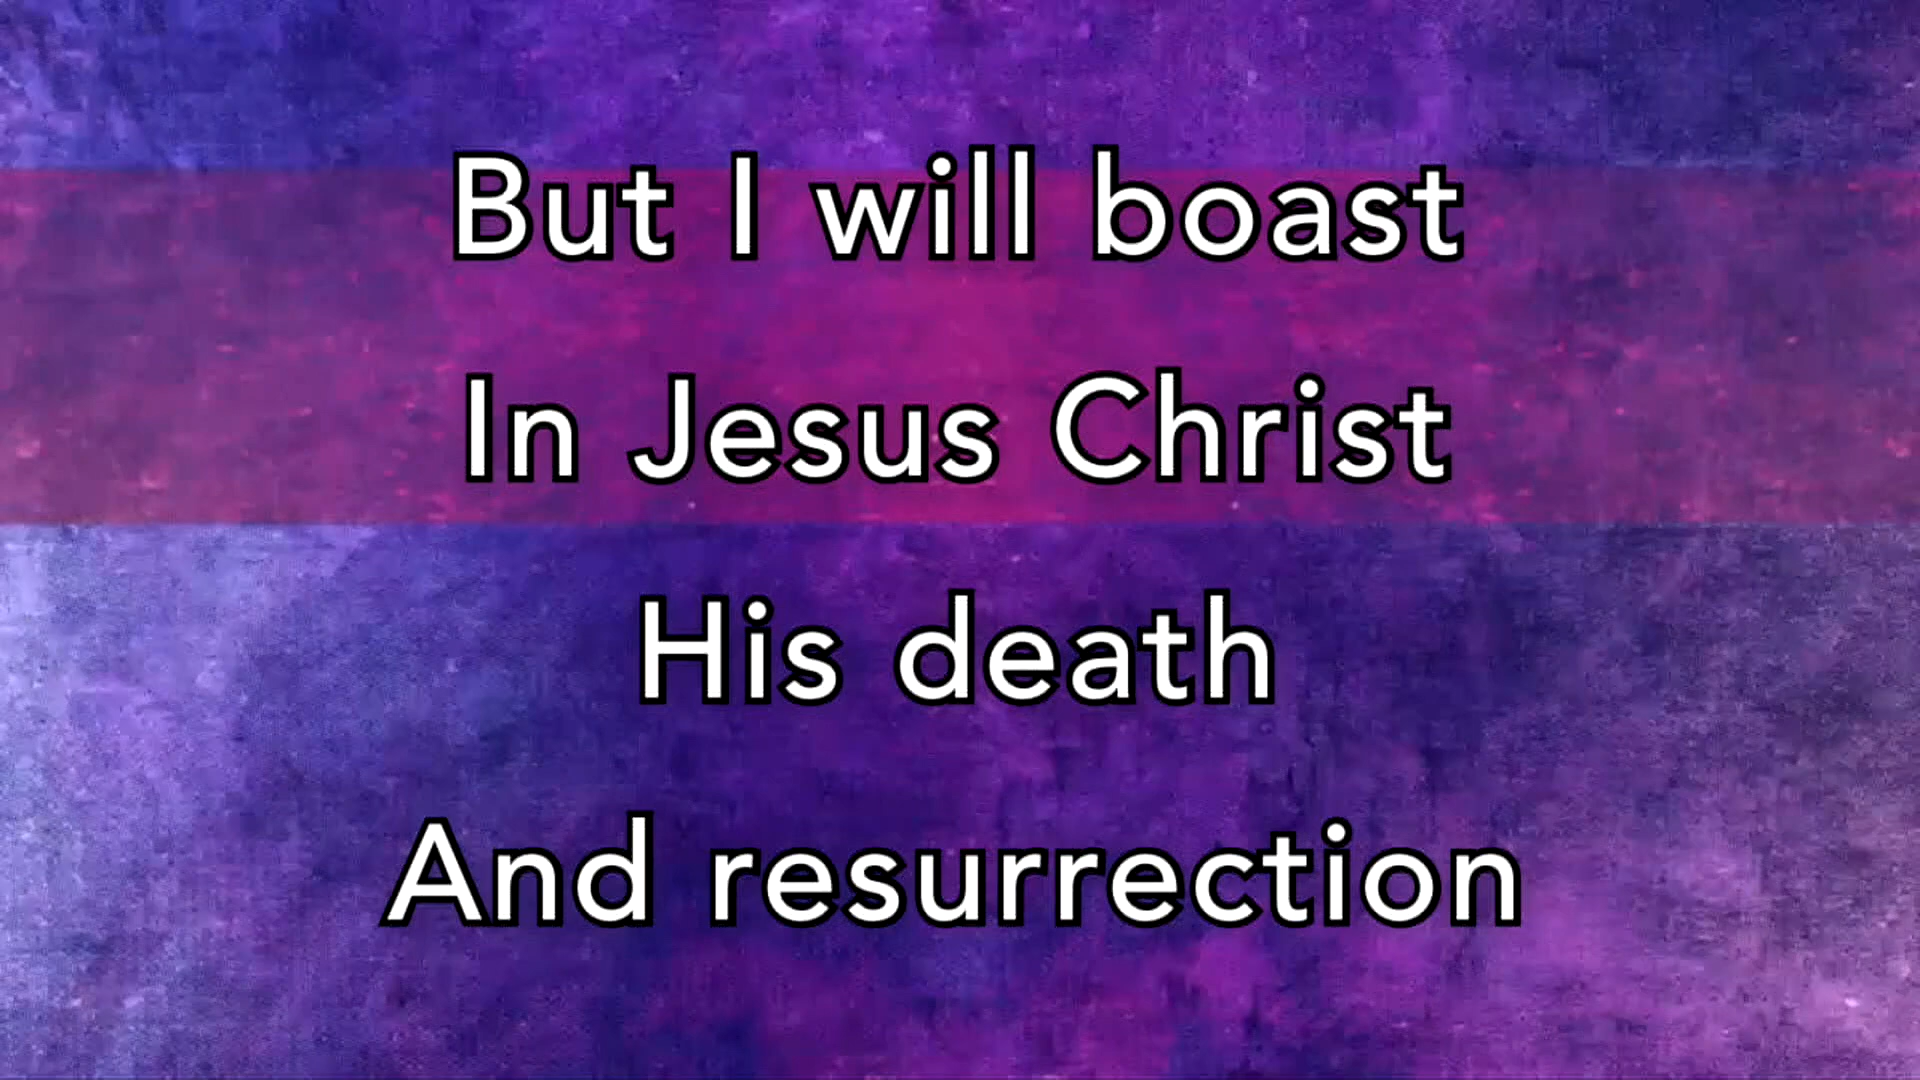 But I will boast
In Jesus Christ
His death
And resurrection